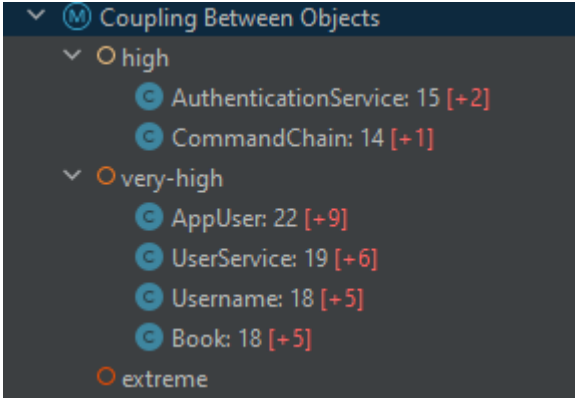 M Coupling Between Objects
high
C AuthenticationService: 15 [+2]
C CommandChain: 14 [+1]
very-high
C AppUser: 22 [+9]
C UserService: 19 [+6]
C Username: 18 [+5]
C Book: 18 [+5]
extreme